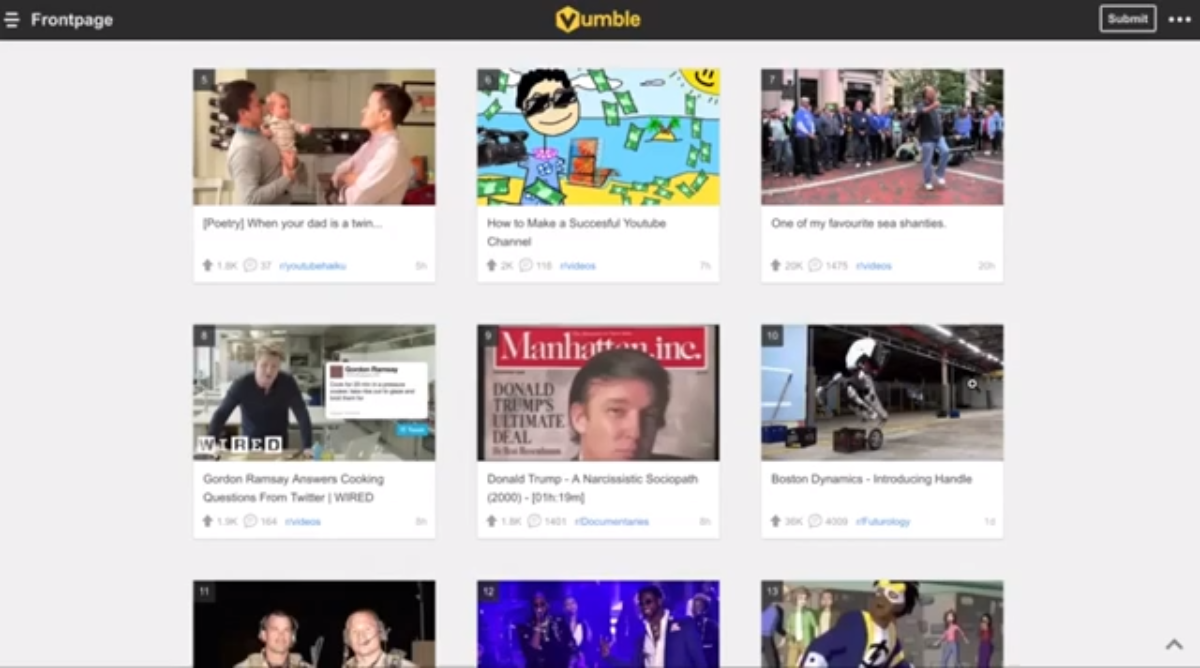 Frontpage
Vumble
Submit
5
6
7
[Poetry] When your dad is a twin...
How to Make a Succesful Youtube
Channel
One of my favourite sea shanties.
1.8K 37 r/youtubehaiku 5h
2K 116 r/videos 7h
20K 1475 r/videos 20h
8
9
10
Gordon Ramsay
WIRED
Manhattan,inc.
DONALD
TRUMP'S
ULTIMATE
DEAL
Gordon Ramsay Answers Cooking
Questions From Twitter | WIRED
Donald Trump - A Narcissistic Sociopath
(2000) - [01h:19m]
Boston Dynamics - Introducing Handle
1.9K 164 r/videos 8h
1.8K 1401 r/Documentaries 8h
36K 4009 r/Futurology 1d
11
12
13